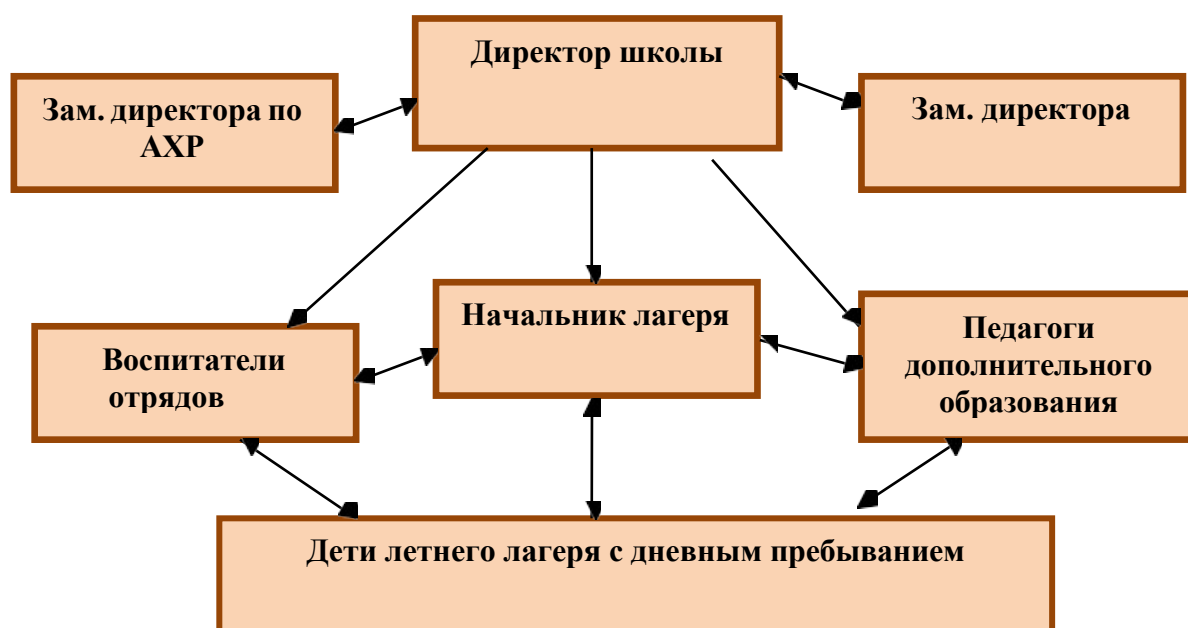 Директор школы
Зам. директора по
АХР
Зам. директора
Начальник лагеря
Воспитатели
отрядов
Педагоги
дополнительного
образования
Дети летнего лагеря с дневным пребыванием